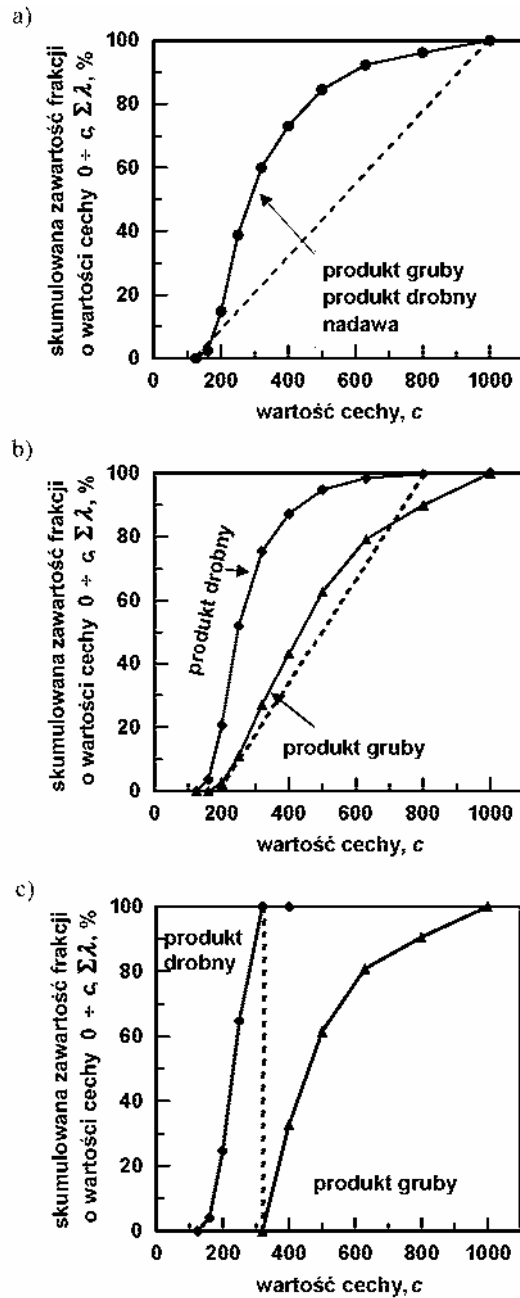 a)
skumulowana zawartość frakcji
o wartości cechy 0 ÷ c, Σλ, %
100
80
60
40
20
0
produkt gruby
produkt drobny
nadawa
0 200 400 600 800 1000
wartość cechy, c
b)
skumulowana zawartość frakcji
o wartości cechy 0 ÷ c, Σλ, %
100
80
60
40
20
0
produkt drobny
produkt gruby
0 200 400 600 800 1000
wartość cechy, c
c)
skumulowana zawartość frakcji
o wartości cechy 0 ÷ c, Σλ, %
100
80
60
40
20
0
produkt
drobny
produkt gruby
0 200 400 600 800 1000
wartość cechy, c